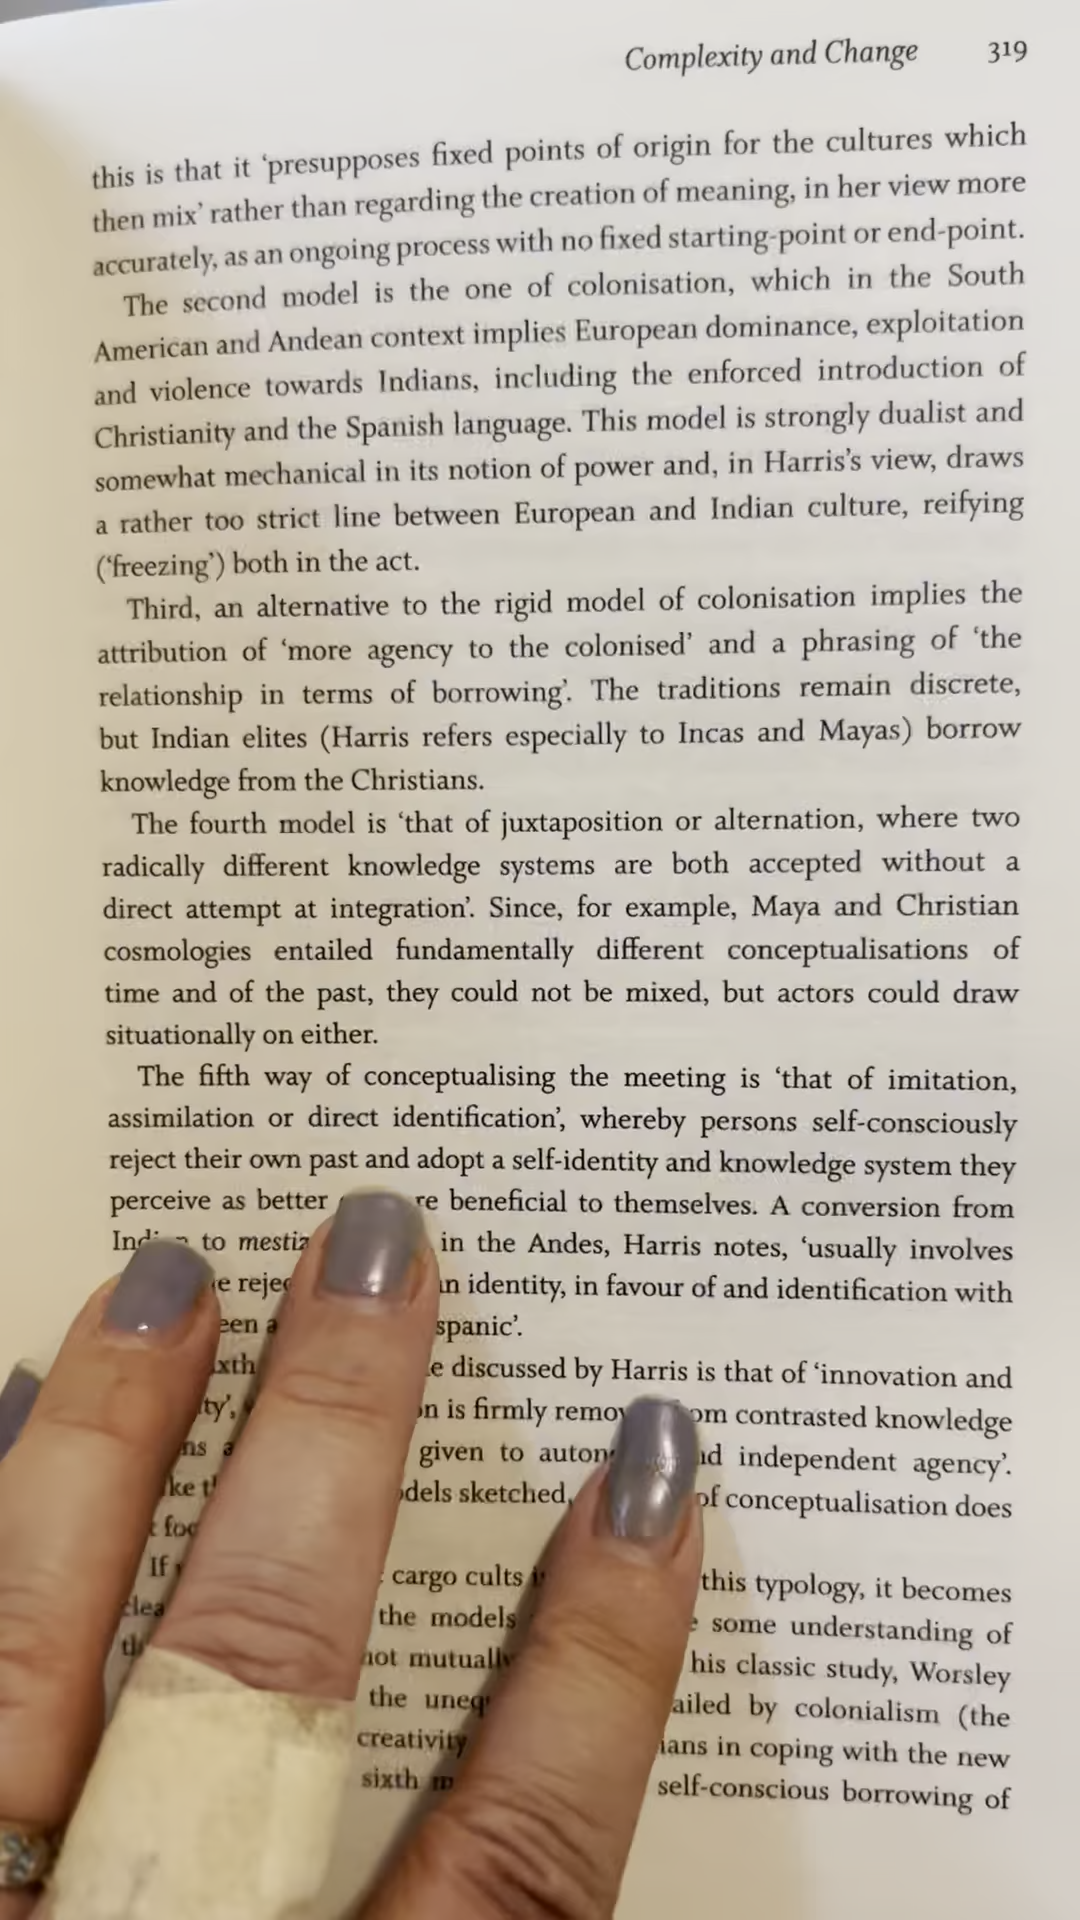 Complexity and Change 319
this is that it ‘presupposes fixed points of origin for the cultures which
then mix’ rather than regarding the creation of meaning, in her view more
accurately, as an ongoing process with no fixed starting-point or end-point.
The second model is the one of colonisation, which in the South
American and Andean context implies European dominance, exploitation
and violence towards Indians, including the enforced introduction of
Christianity and the Spanish language. This model is strongly dualist and
somewhat mechanical in its notion of power and, in Harris’s view, draws
a rather too strict line between European and Indian culture, reifying
(‘freezing’) both in the act.
Third, an alternative to the rigid model of colonisation implies the
attribution of ‘more agency to the colonised’ and a phrasing of ‘the
relationship in terms of borrowing’. The traditions remain discrete,
but Indian elites (Harris refers especially to Incas and Mayas) borrow
knowledge from the Christians.
The fourth model is ‘that of juxtaposition or alternation, where two
radically different knowledge systems are both accepted without a
direct attempt at integration’. Since, for example, Maya and Christian
cosmologies entailed fundamentally different conceptualisations of
time and of the past, they could not be mixed, but actors could draw
situationally on either.
The fifth way of conceptualising the meeting is ‘that of imitation,
assimilation or direct identification’, whereby persons self-consciously
reject their own past and adopt a self-identity and knowledge system they
perceive as better beneficial to themselves. A conversion from
to in the Andes, Harris notes, ‘usually involves
identity, in favour of and identification with
discussed by Harris is that of ‘innovation and
is firmly contrasted knowledge
given to independent agency’.
sketched, of conceptualisation does
If
cargo cults this typology, it becomes
the models some understanding of
his classic study, Worsley
the by colonialism (the
creativity in coping with the new
sixth self-conscious borrowing of